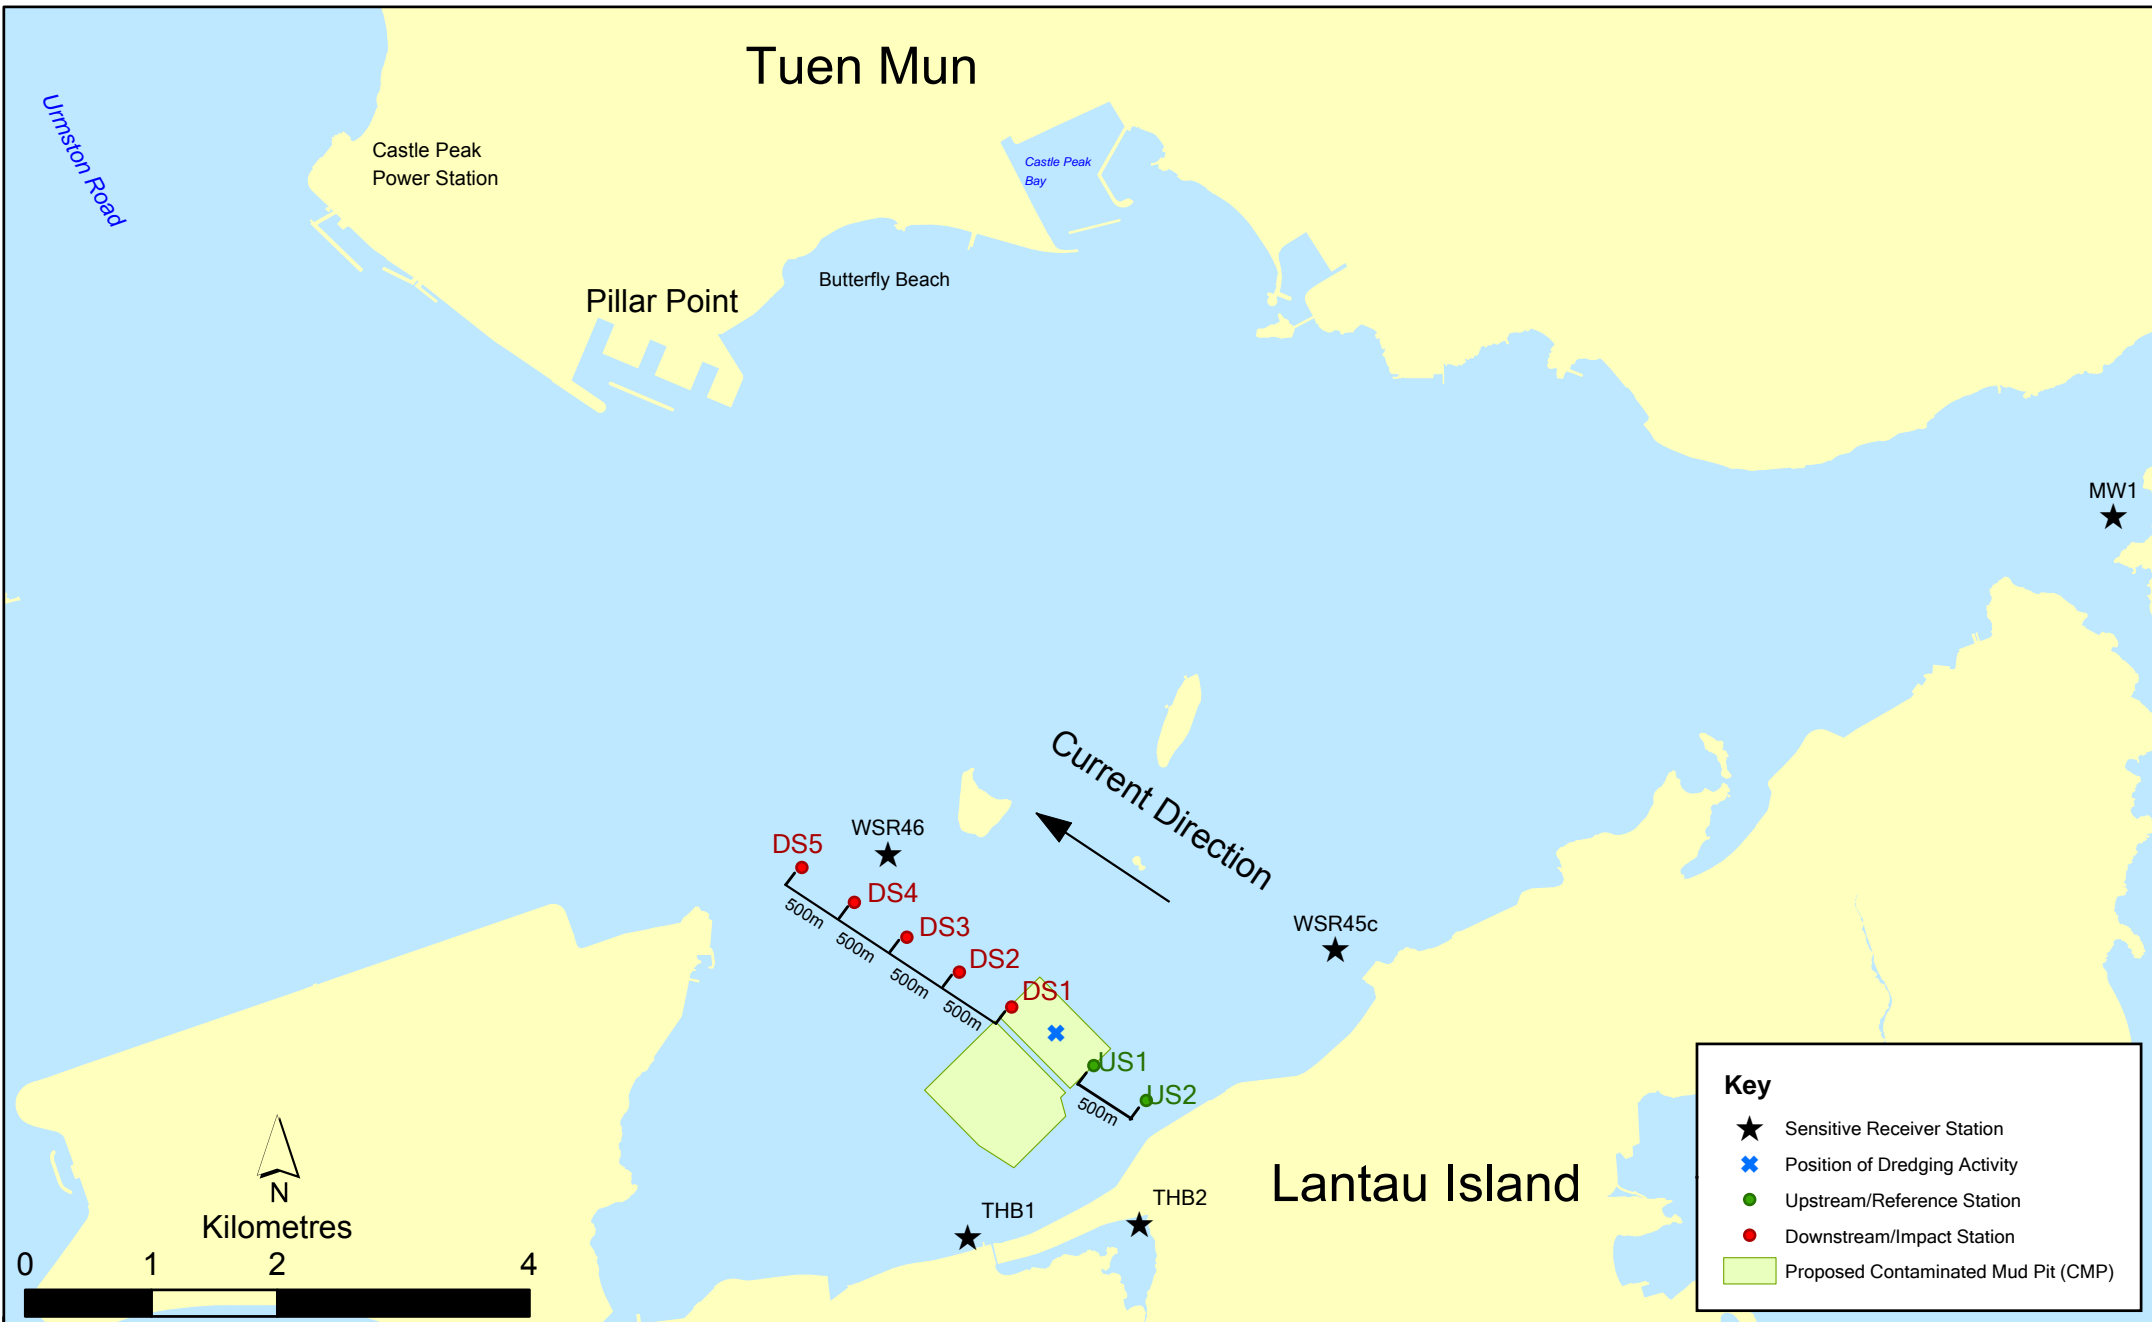 Tuen Mun
Urmston Road
Castle Peak
Power Station
Castle Peak
Bay
Butterfly Beach
Pillar Point
MW1
Current Direction
WSR46
DS5
DS4
DS3
DS2
DS1
500m
500m
500m
500m
WSR45c
US1
US2
500m
Lantau Island
THB1
THB2
N
Kilometres
0 1 2 4
Key
Sensitive Receiver Station
Position of Dredging Activity
Upstream/Reference Station
Downstream/Impact Station
Proposed Contaminated Mud Pit (CMP)